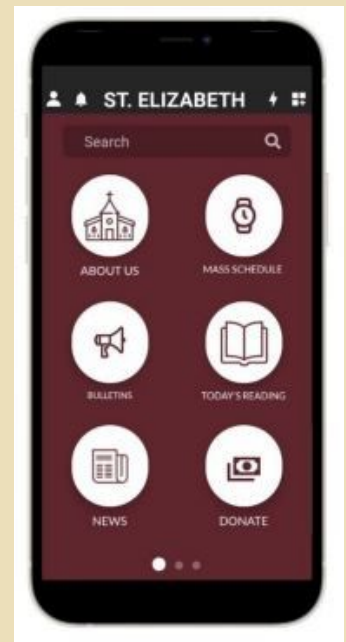 ST. ELIZABETH
Search
ABOUT US
MASS SCHEDULE
BULLETINS
TODAY'S READING
NEWS
DONATE